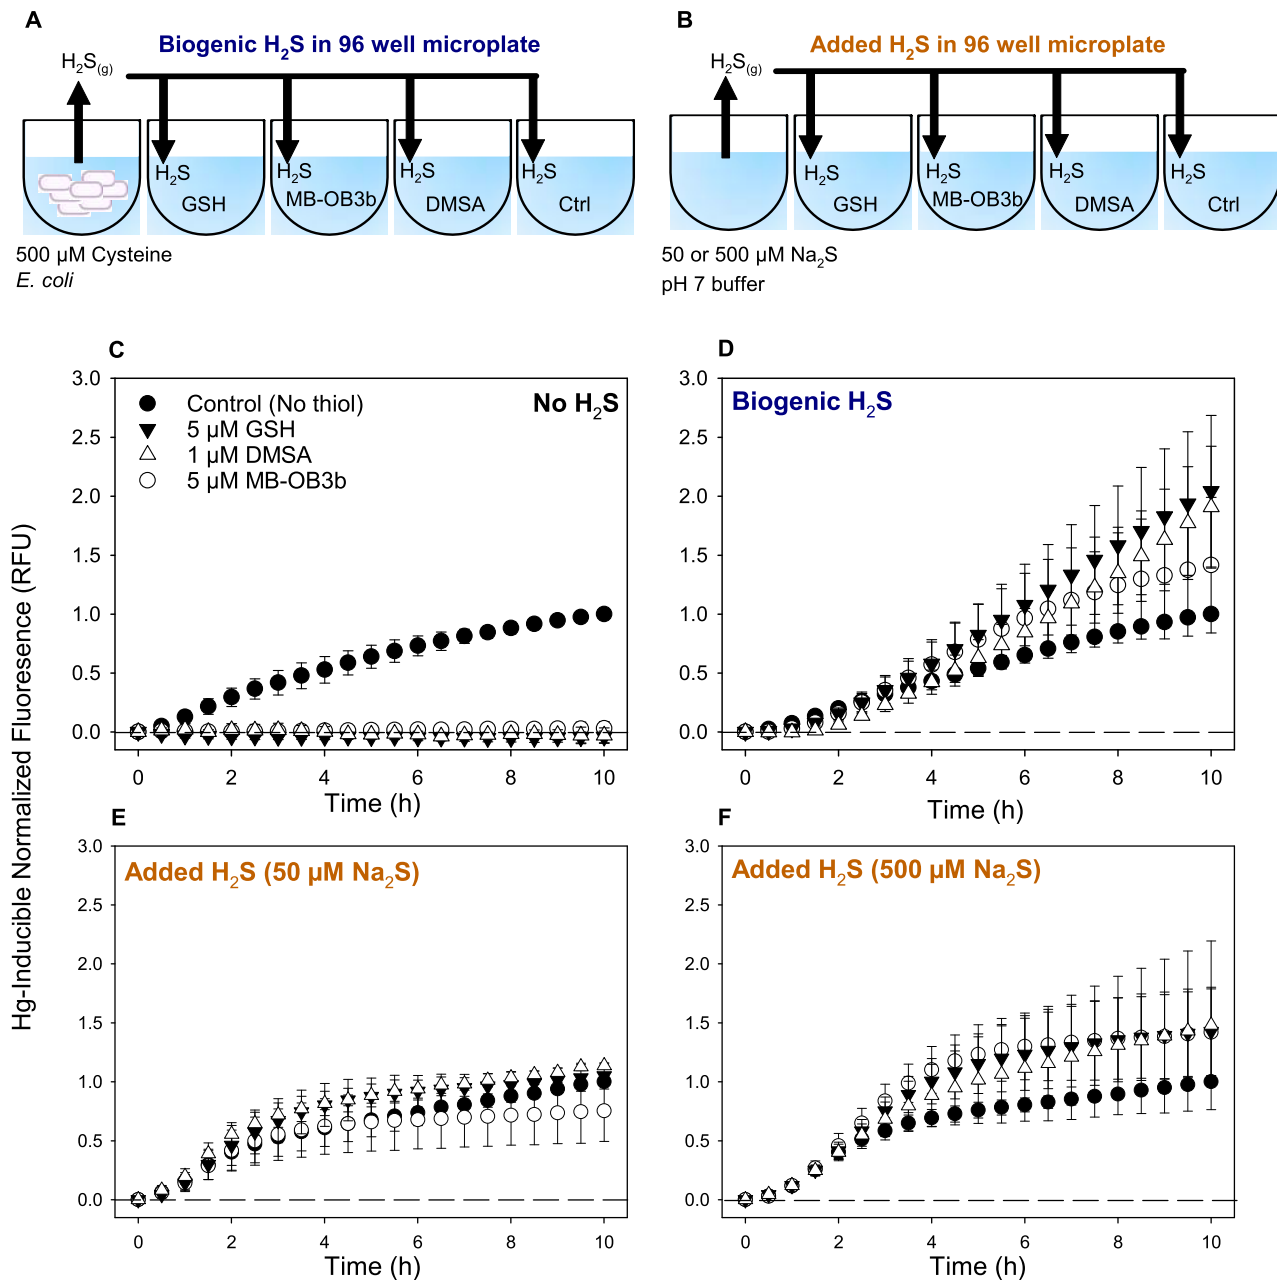 A
Biogenic H2S in 96 well microplate
H2S(g)
H2S
GSH
H2S
MB-OB3b
H2S
DMSA
H2S
Ctrl
500 µM Cysteine
E. coli
B
Added H2S in 96 well microplate
H2S(g)
H2S
GSH
H2S
MB-OB3b
H2S
DMSA
H2S
Ctrl
50 or 500 µM Na2S
pH 7 buffer
Hg-Inducible Normalized Fluoresence (RFU)
C
No H2S
Control (No thiol)
5 µM GSH
1 µM DMSA
5 µM MB-OB3b
3.0
2.5
2.0
1.5
1.0
0.5
0.0
0 2 4 6 8 10
Time (h)
D
Biogenic H2S
3.0
2.5
2.0
1.5
1.0
0.5
0.0
0 2 4 6 8 10
Time (h)
E
Added H2S (50 µM Na2S)
3.0
2.5
2.0
1.5
1.0
0.5
0.0
0 2 4 6 8 10
Time (h)
F
Added H2S (500 µM Na2S)
3.0
2.5
2.0
1.5
1.0
0.5
0.0
0 2 4 6 8 10
Time (h)